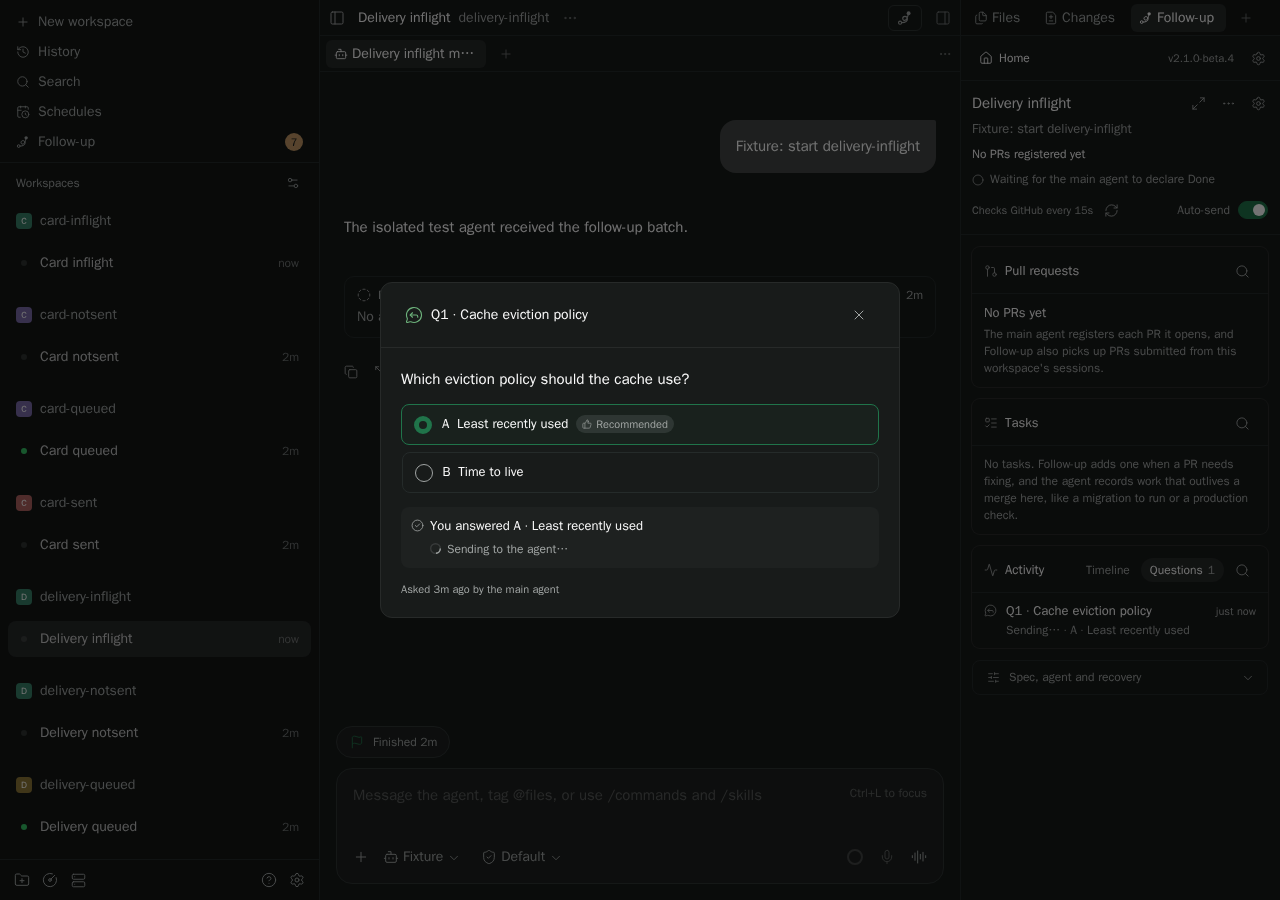 New workspace
History
Search
Schedules
Follow-up
7
Workspaces
C card-inflight
Card inflight now
C card-notsent
Card notsent 2m
C card-queued
Card queued 2m
C card-sent
Card sent 2m
D delivery-inflight
Delivery inflight now
D delivery-notsent
Delivery notsent 2m
D delivery-queued
Delivery queued 2m
Delivery inflight delivery-inflight ···
Delivery inflight m···
Fixture: start delivery-inflight
The isolated test agent received the follow-up batch.
2m
Q1 · Cache eviction policy
Which eviction policy should the cache use?
A Least recently used Recommended
B Time to live
You answered A · Least recently used
Sending to the agent···
Asked 3m ago by the main agent
Finished 2m
Message the agent, tag @files, or use /commands and /skills
Ctrl+L to focus
Fixture
Default
Files
Changes
Follow-up
Home
v2.1.0-beta.4
Delivery inflight
Fixture: start delivery-inflight
No PRs registered yet
Waiting for the main agent to declare Done
Checks GitHub every 15s
Auto-send
Pull requests
No PRs yet
The main agent registers each PR it opens, and
Follow-up also picks up PRs submitted from this
workspace's sessions.
Tasks
No tasks. Follow-up adds one when a PR needs
fixing, and the agent records work that outlives a
merge here, like a migration to run or a production
check.
Activity
Timeline
Questions 1
Q1 · Cache eviction policy just now
Sending··· · A · Least recently used
Spec, agent and recovery